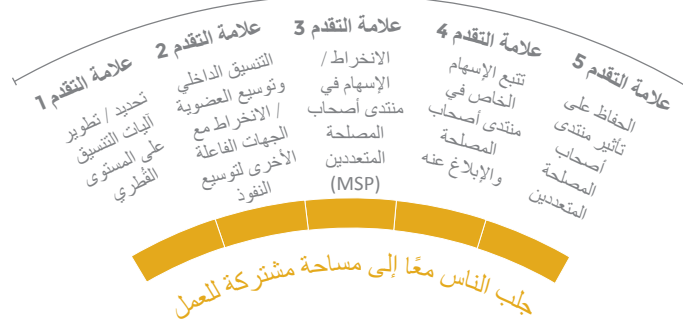 علامة التقدم 1
تحديد / تطوير
آليات التنسيق
على المستوى
القُطري
علامة التقدم 2
التنسيق الداخلي
وتوسيع العضوية
/ الانخراط مع
الجهات الفاعلة
الأخرى لتوسيع
النفوذ
علامة التقدم 3
الانخراط /
الإسهام في
منتدى أصحاب
المصلحة
المتعددين
(MSP)
علامة التقدم 4
تتبع الإسهام
الخاص في
منتدى أصحاب
المصلحة
والإبلاغ عنه
علامة التقدم 5
الحفاظ على
تأثير منتدى
أصحاب
المصلحة
المتعددين
جلب الناس معًا إلى مساحة مشتركة للعمل